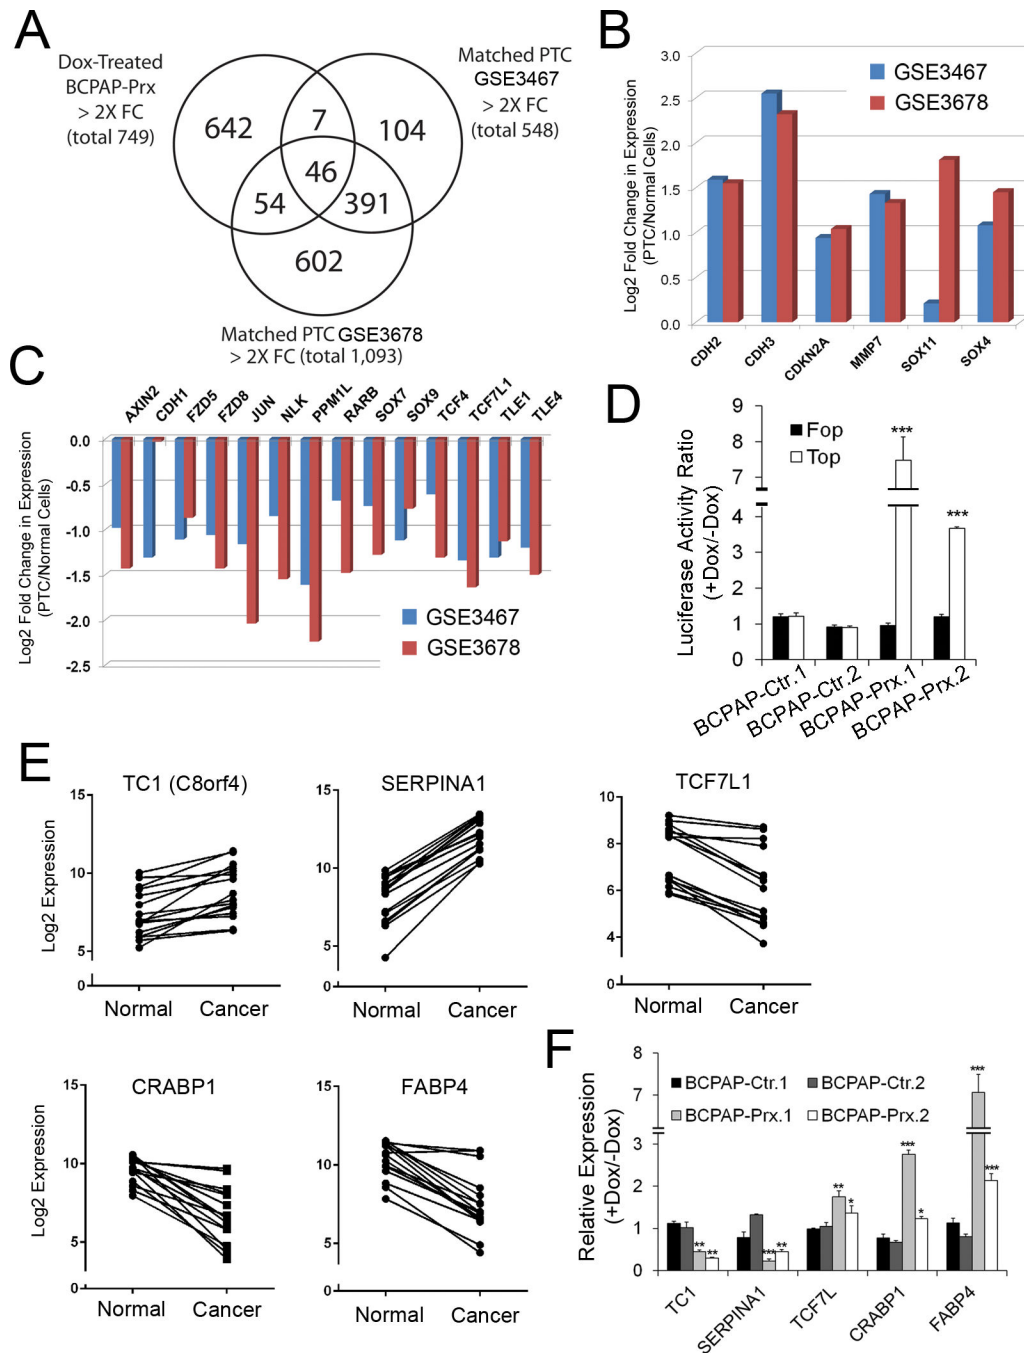 A
Dox-Treated
BCPAP-Prx
> 2X FC
(total 749)
Matched PTC
GSE3467
> 2X FC
(total 548)
642
7
104
46
54
391
602
Matched PTC GSE3678
> 2X FC (total 1,093)
B
Log2 Fold Change in Expression
(PTC/Normal Cells)
3.0
2.5
2.0
1.5
1.0
0.5
0.0
GSE3467
GSE3678
CDH2
CDH3
CDKN2A
MMP7
SOX11
SOX4
C
AXIN2
CDH1
FZD5
FZD8
JUN
NLK
PPM1L
RARB
SOX7
SOX9
TCF4
TCF7L1
TLE1
TLE4
Log2 Fold Change in Expression
(PTC/Normal Cells)
0.0
-0.5
-1.0
-1.5
-2.0
-2.5
GSE3467
GSE3678
D
Luciferase Activity Ratio
(+Dox/-Dox)
9
8
7
4
3
2
1
0
Fop
Top
***
***
BCPAP-Ctr.1
BCPAP-Ctr.2
BCPAP-Prx.1
BCPAP-Prx.2
E
TC1 (C8orf4)
Log2 Expression
15
10
5
0
Normal Cancer
SERPINA1
15
10
5
0
Normal Cancer
TCF7L1
10
8
6
4
0
Normal Cancer
CRABP1
Log2 Expression
15
10
5
0
Normal Cancer
FABP4
15
10
5
0
Normal Cancer
F
Relative Expression
(+Dox/-Dox)
8
7
3
2
1
0
BCPAP-Ctr.1
BCPAP-Ctr.2
BCPAP-Prx.1
BCPAP-Prx.2
**
**
***
**
**
*
***
*
***
***
TC1
SERPINA1
TCF7L
CRABP1
FABP4